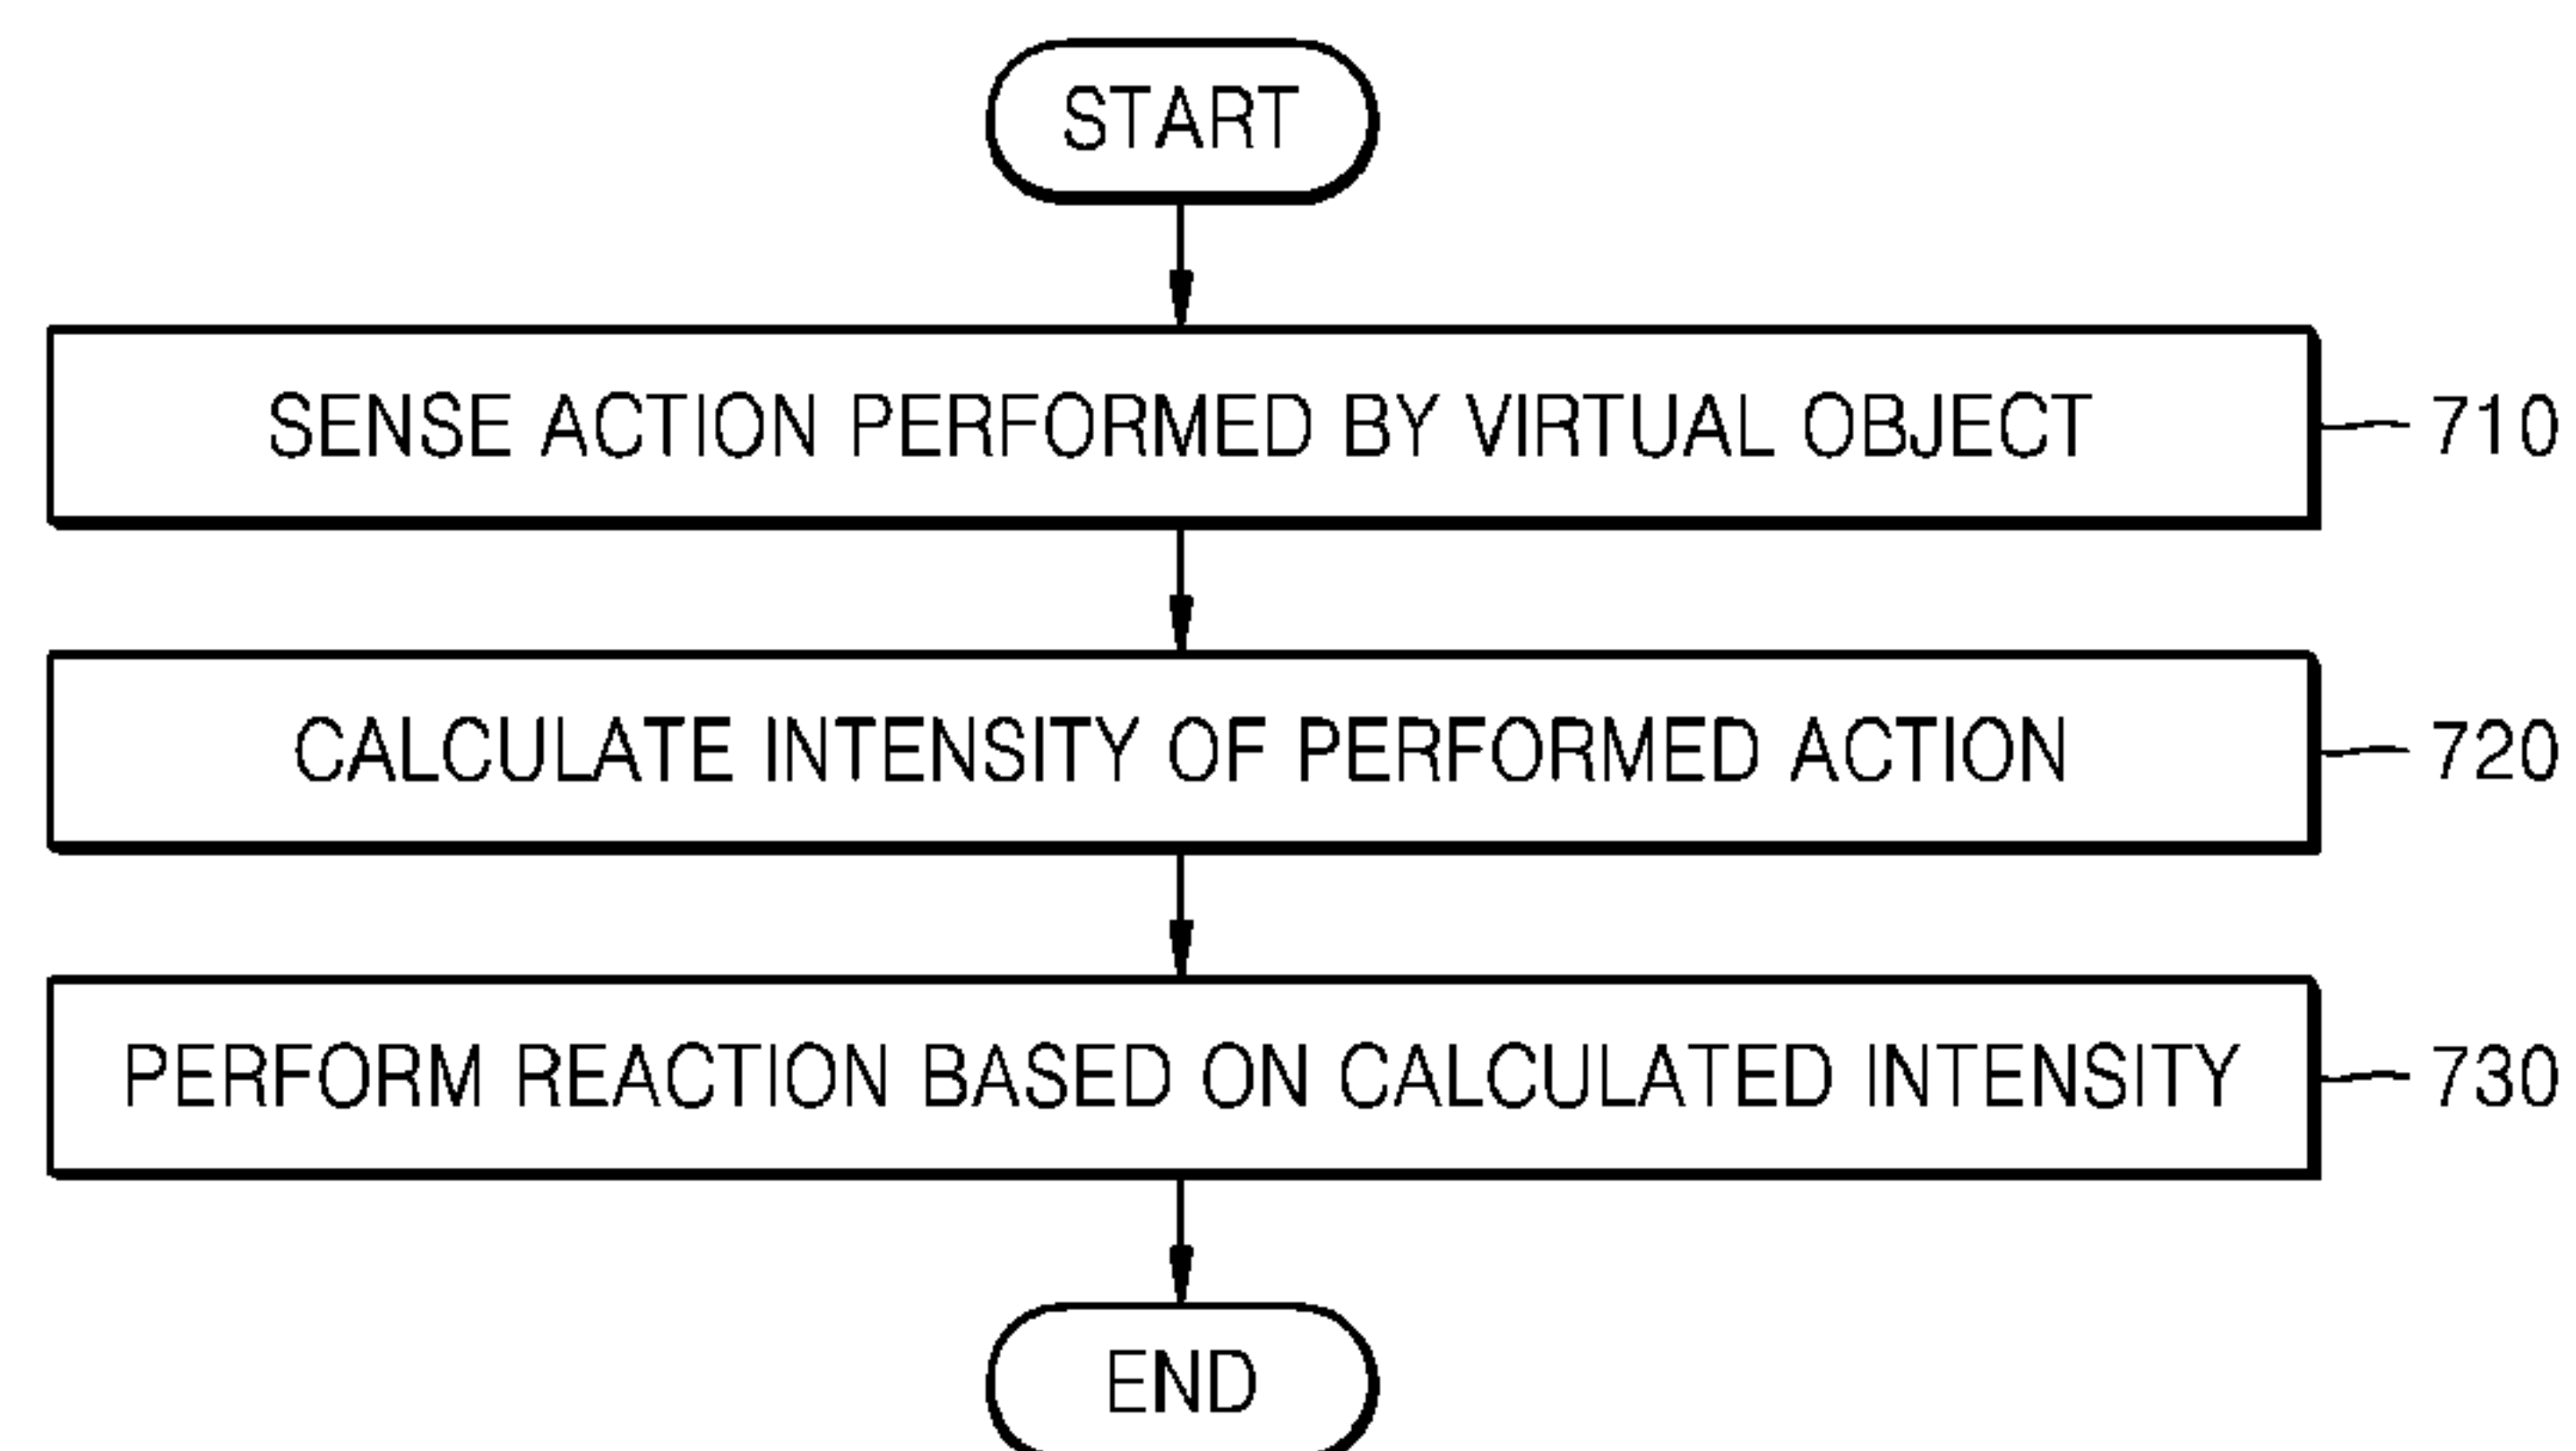 START
SENSE ACTION PERFORMED BY VIRTUAL OBJECT
710
CALCULATE INTENSITY OF PERFORMED ACTION
720
PERFORM REACTION BASED ON CALCULATED INTENSITY
730
END